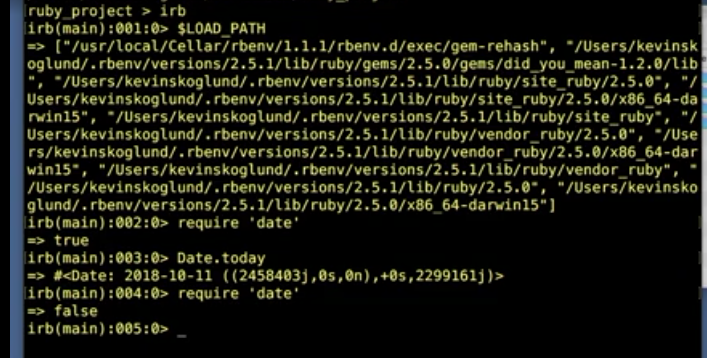 ruby_project > irb
irb(main):001:0> $LOAD_PATH
=> ["/usr/local/Cellar/rbenv/1.1.1/rbenv.d/exec/gem-rehash", "/Users/kevinsk
oglund/.rbenv/versions/2.5.1/lib/ruby/gems/2.5.0/gems/did_you_mean-1.2.0/lib
", "/Users/kevinskoglund/.rbenv/versions/2.5.1/lib/ruby/site_ruby/2.5.0", "/
Users/kevinskoglund/.rbenv/versions/2.5.1/lib/ruby/site_ruby/2.5.0/x86_64-da
rwin15", "/Users/kevinskoglund/.rbenv/versions/2.5.1/lib/ruby/site_ruby", "/
Users/kevinskoglund/.rbenv/versions/2.5.1/lib/ruby/vendor_ruby/2.5.0", "/Use
rs/kevinskoglund/.rbenv/versions/2.5.1/lib/ruby/vendor_ruby/2.5.0/x86_64-dar
win15", "/Users/kevinskoglund/.rbenv/versions/2.5.1/lib/ruby/vendor_ruby", "
/Users/kevinskoglund/.rbenv/versions/2.5.1/lib/ruby/2.5.0", "/Users/kevinsko
glund/.rbenv/versions/2.5.1/lib/ruby/2.5.0/x86_64-darwin15"]
irb(main):002:0> require 'date'
=> true
irb(main):003:0> Date.today
=> #<Date: 2018-10-11 ((2458403j,0s,0n),+0s,2299161j)>
irb(main):004:0> require 'date'
=> false
irb(main):005:0> _